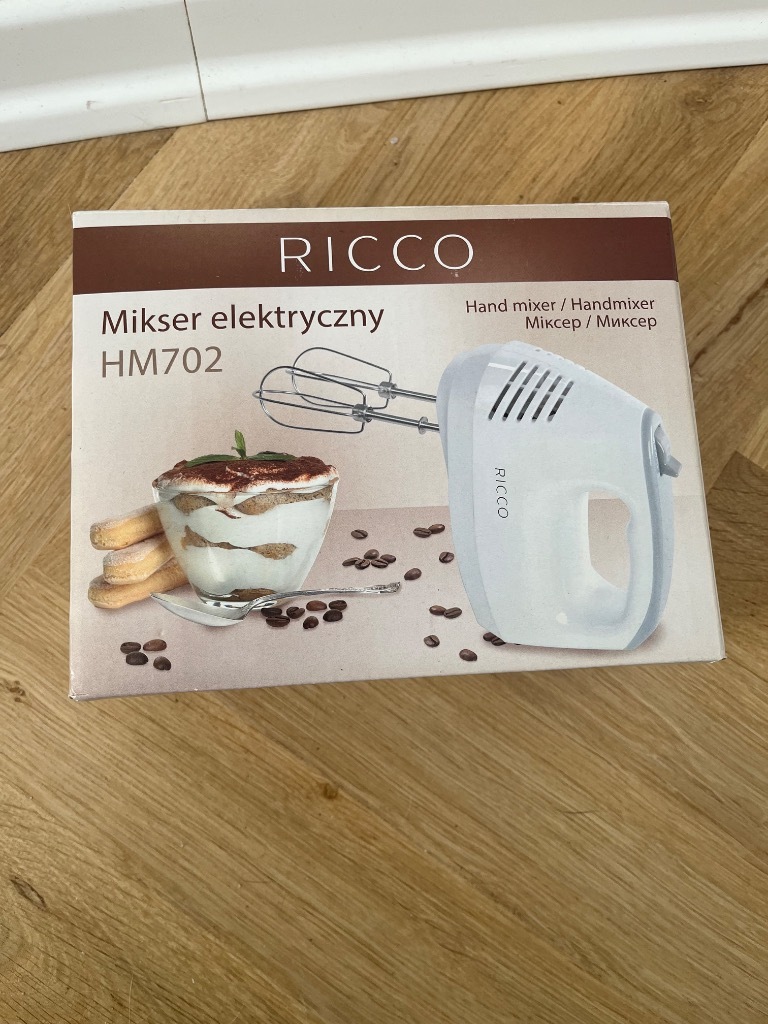 RICCO
Mikser elektryczny
HM702
Hand mixer / Handmixer
Міксер / Миксер
RICCO